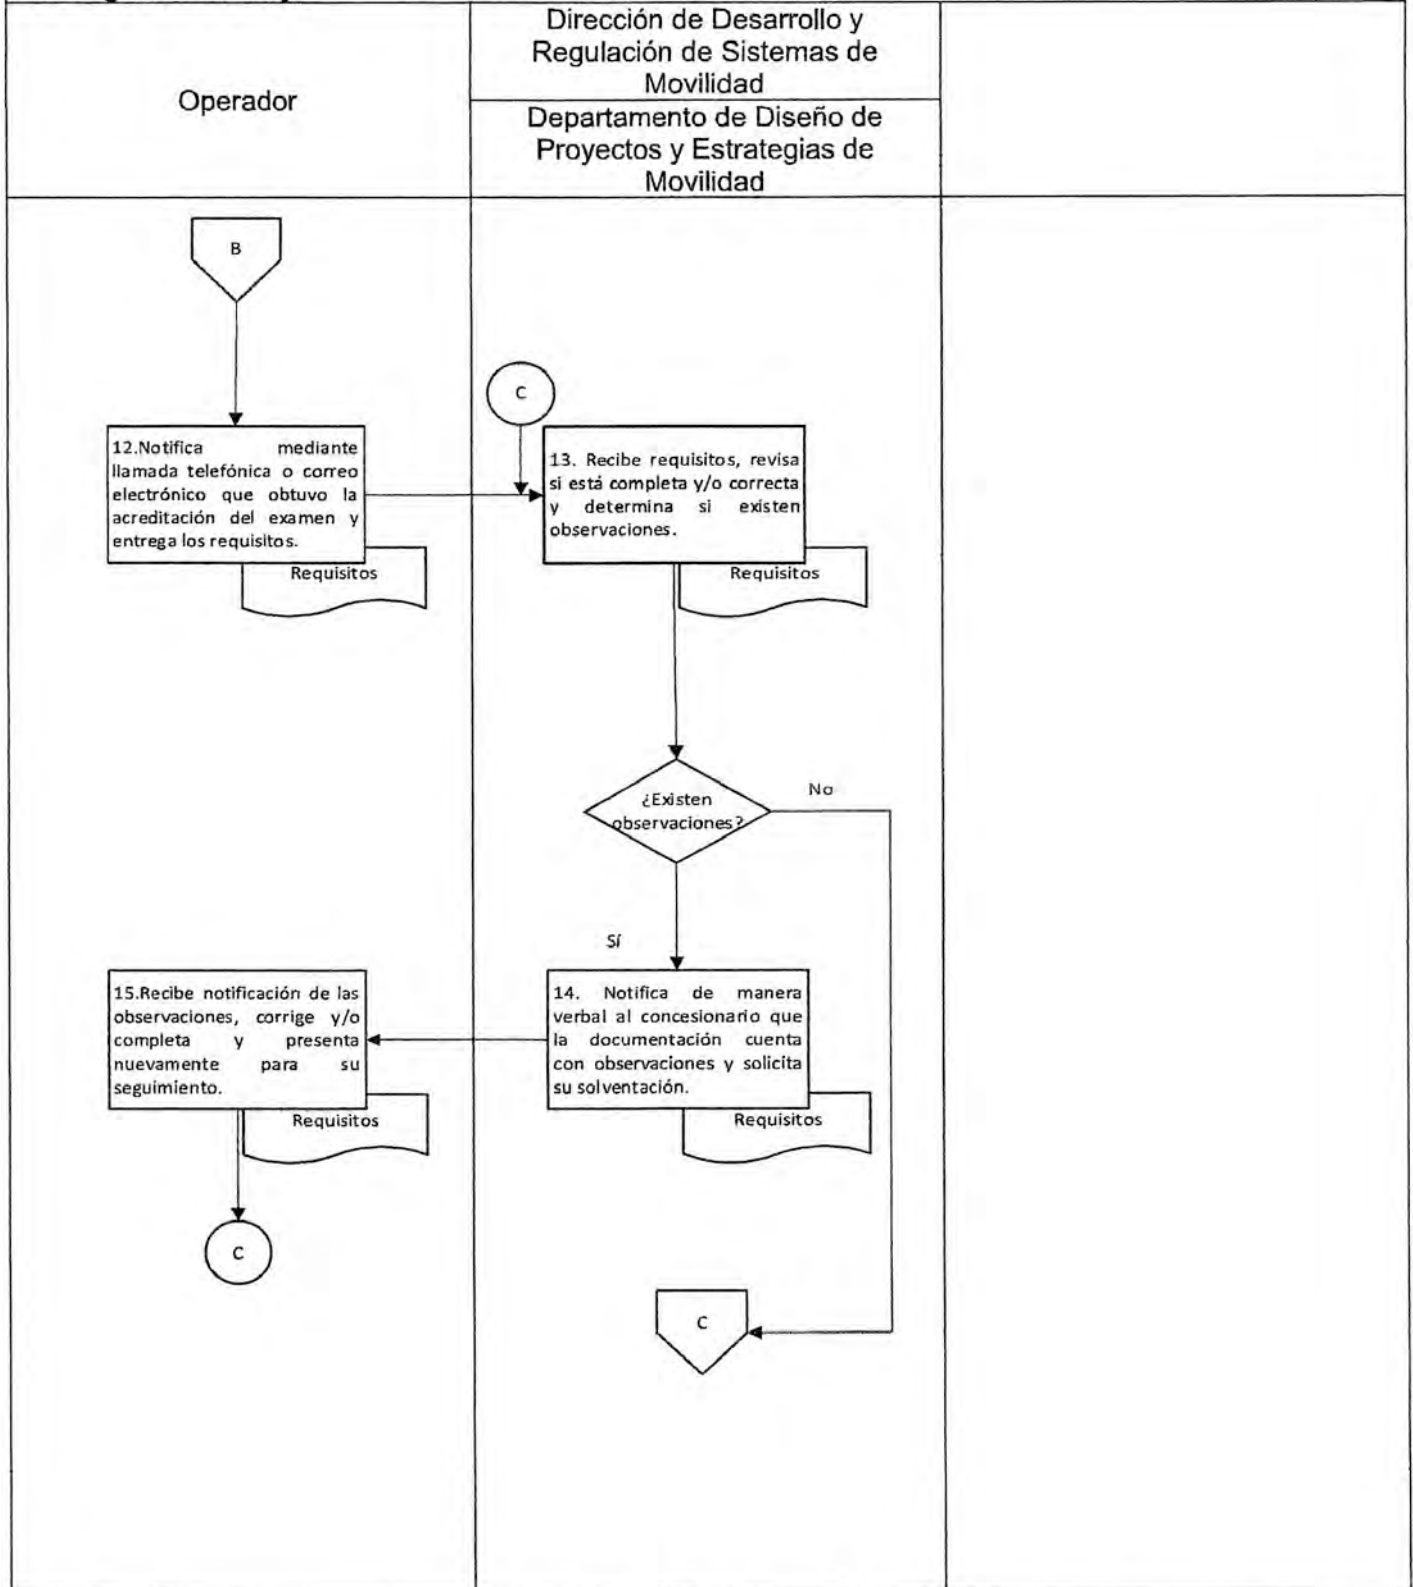 Operador
Dirección de Desarrollo y
Regulación de Sistemas de
Movilidad
Departamento de Diseño de
Proyectos y Estrategias de
Movilidad
B
C
12.Notifica mediante
llamada telefónica o correo
electrónico que obtuvo la
acreditación del examen y
entrega los requisitos.
Requisitos
13. Recibe requisitos, revisa
si está completa y/o correcta
y determina si existen
observaciones.
Requisitos
¿Existen
observaciones?
No
Sí
14. Notifica de manera
verbal al concesionario que
la documentación cuenta
con observaciones y solicita
su solventación.
Requisitos
15.Recibe notificación de las
observaciones, corrige y/o
completa y presenta
nuevamente para su
seguimiento.
Requisitos
C
C